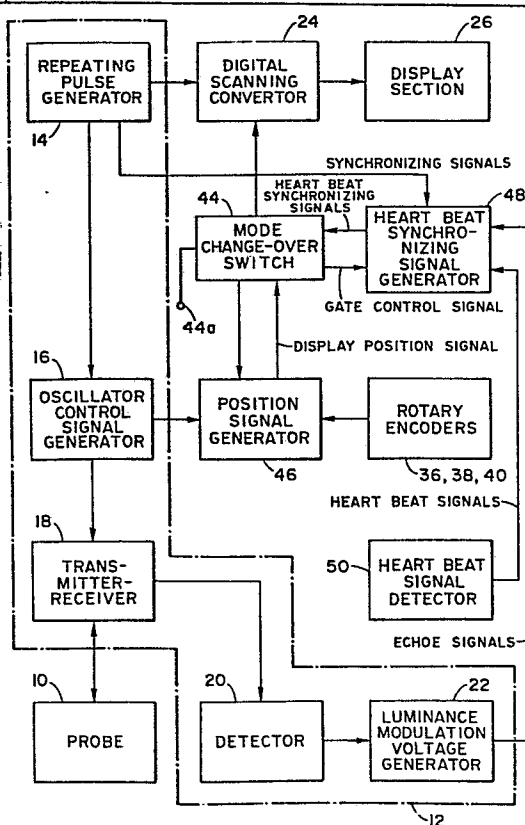 24
26
REPEATING
PULSE
GENERATOR
DIGITAL
SCANNING
CONVERTOR
DISPLAY
SECTION
14
SYNCHRONIZING SIGNALS
HEART BEAT
SYNCHRONIZING
SIGNALS
44
48
MODE
CHANGE-OVER
SWITCH
HEART BEAT
SYNCHRO-
NIZING
SIGNAL
GENERATOR
GATE CONTROL SIGNAL
44a
DISPLAY POSITION SIGNAL
16
OSCILLATOR
CONTROL
SIGNAL
GENERATOR
POSITION
SIGNAL
GENERATOR
ROTARY
ENCODERS
46
36, 38, 40
HEART BEAT SIGNALS
18
TRANS-
MITTER-
RECEIVER
50
HEART BEAT
SIGNAL
DETECTOR
ECHOE SIGNALS
10
20
22
PROBE
DETECTOR
LUMINANCE
MODULATION
VOLTAGE
GENERATOR
12